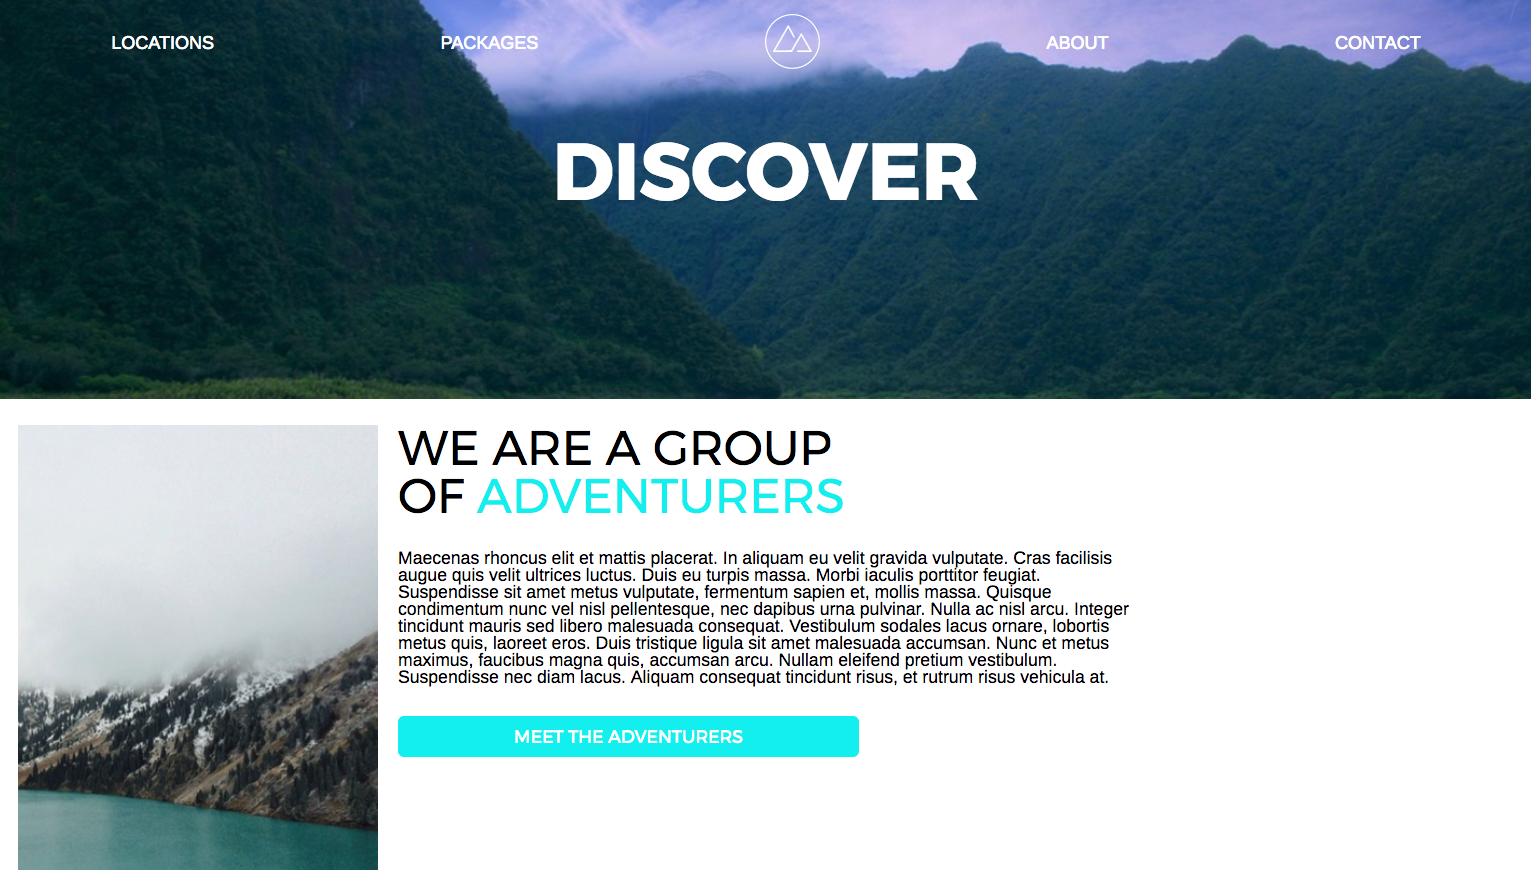 LOCATIONS PACKAGES ABOUT CONTACT
DISCOVER
WE ARE A GROUP
OF ADVENTURERS
Maecenas rhoncus elit et mattis placerat. In aliquam eu velit gravida vulputate. Cras facilisis
augue quis velit ultrices luctus. Duis eu turpis massa. Morbi iaculis porttitor feugiat.
Suspendisse sit amet metus vulputate, fermentum sapien et, mollis massa. Quisque
condimentum nunc vel nisl pellentesque, nec dapibus urna pulvinar. Nulla ac nisl arcu. Integer
tincidunt mauris sed libero malesuada consequat. Vestibulum sodales lacus ornare, lobortis
metus quis, laoreet eros. Duis tristique ligula sit amet malesuada accumsan. Nunc et metus
maximus, faucibus magna quis, accumsan arcu. Nullam eleifend pretium vestibulum.
Suspendisse nec diam lacus. Aliquam consequat tincidunt risus, et rutrum risus vehicula at.
MEET THE ADVENTURERS